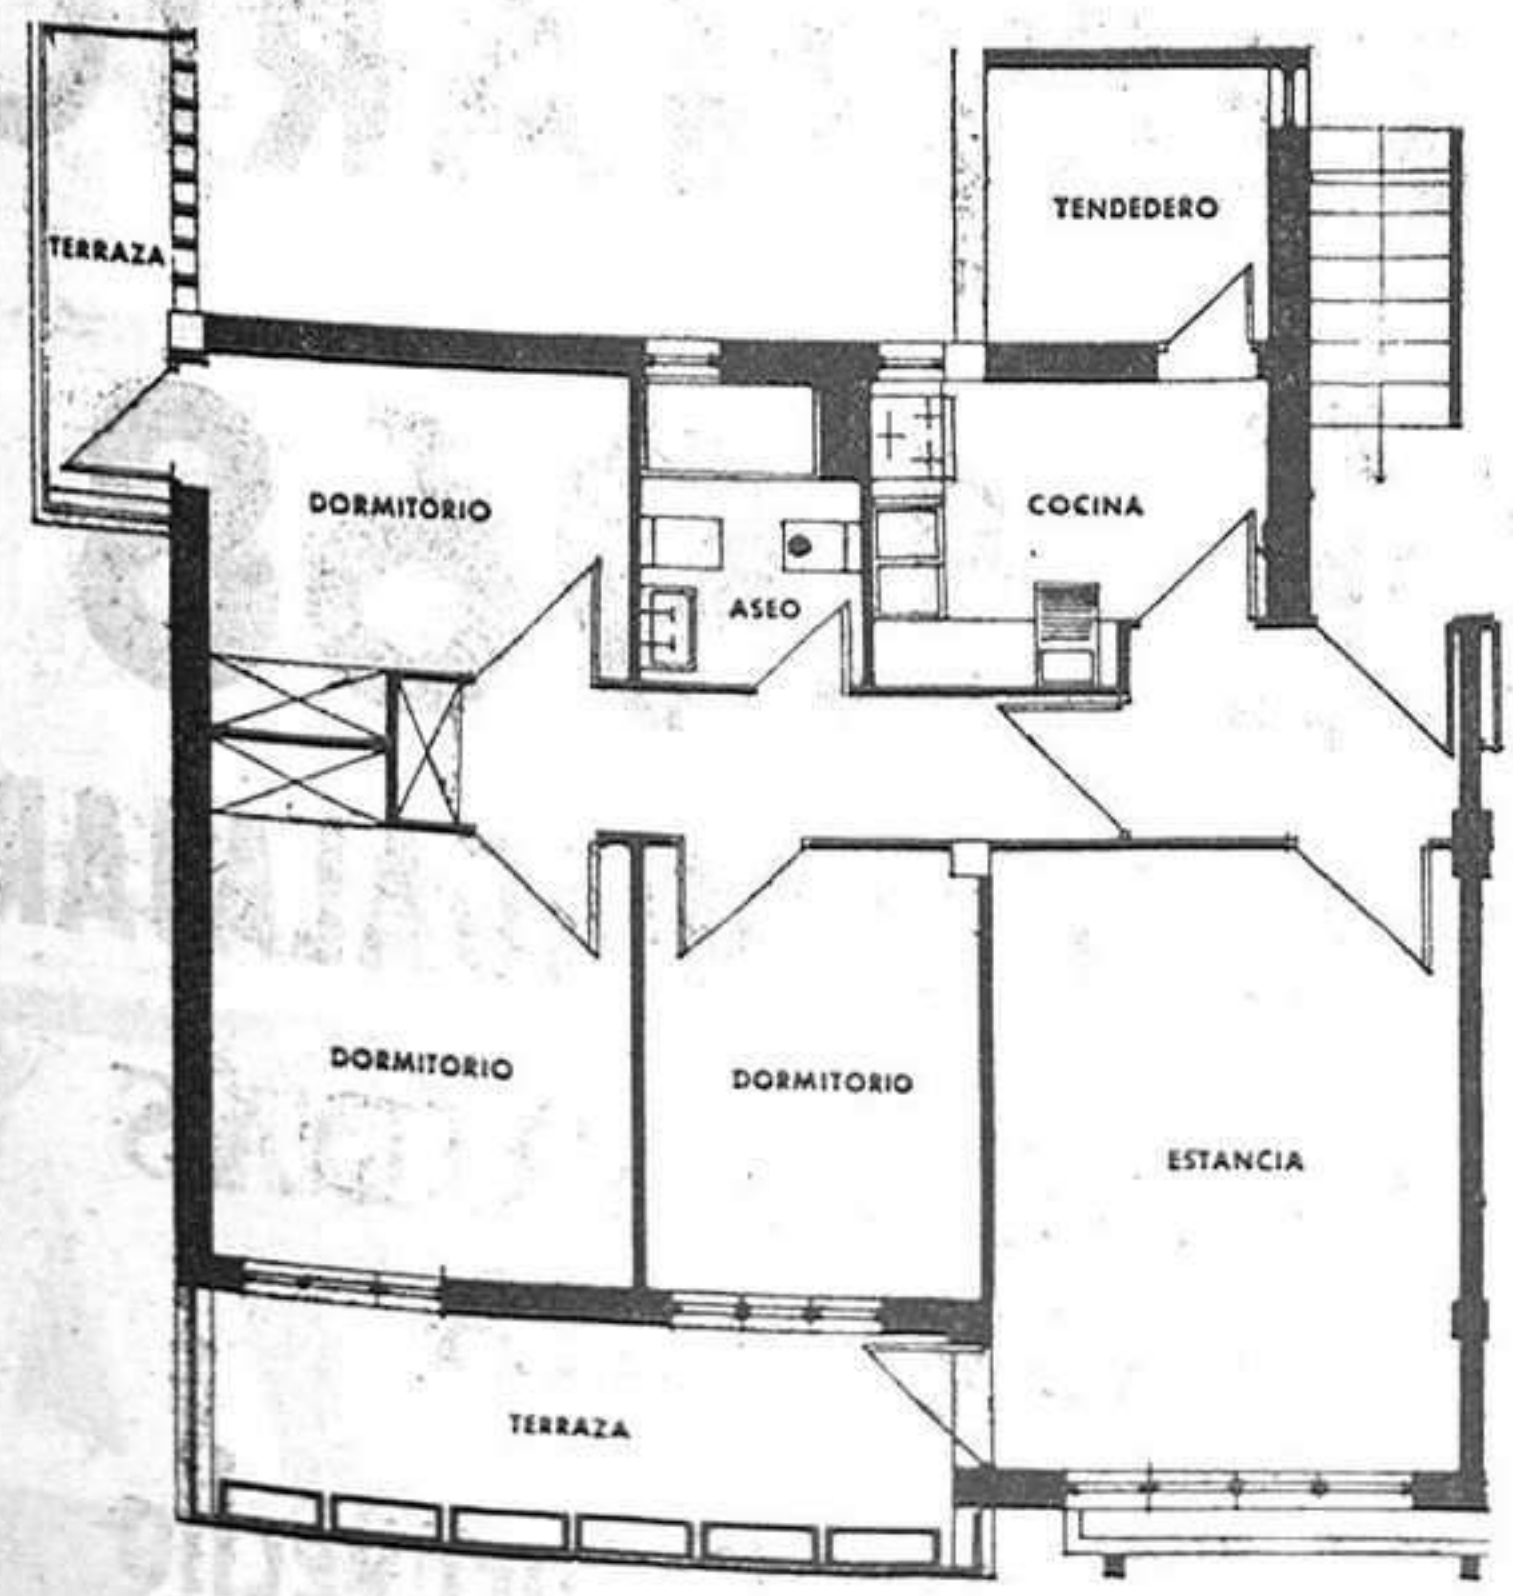 TENDEDERO
TERRAZA
DORMITORIO
COCINA
ASEO
DORMITORIO
DORMITORIO
ESTANCIA
TERRAZA